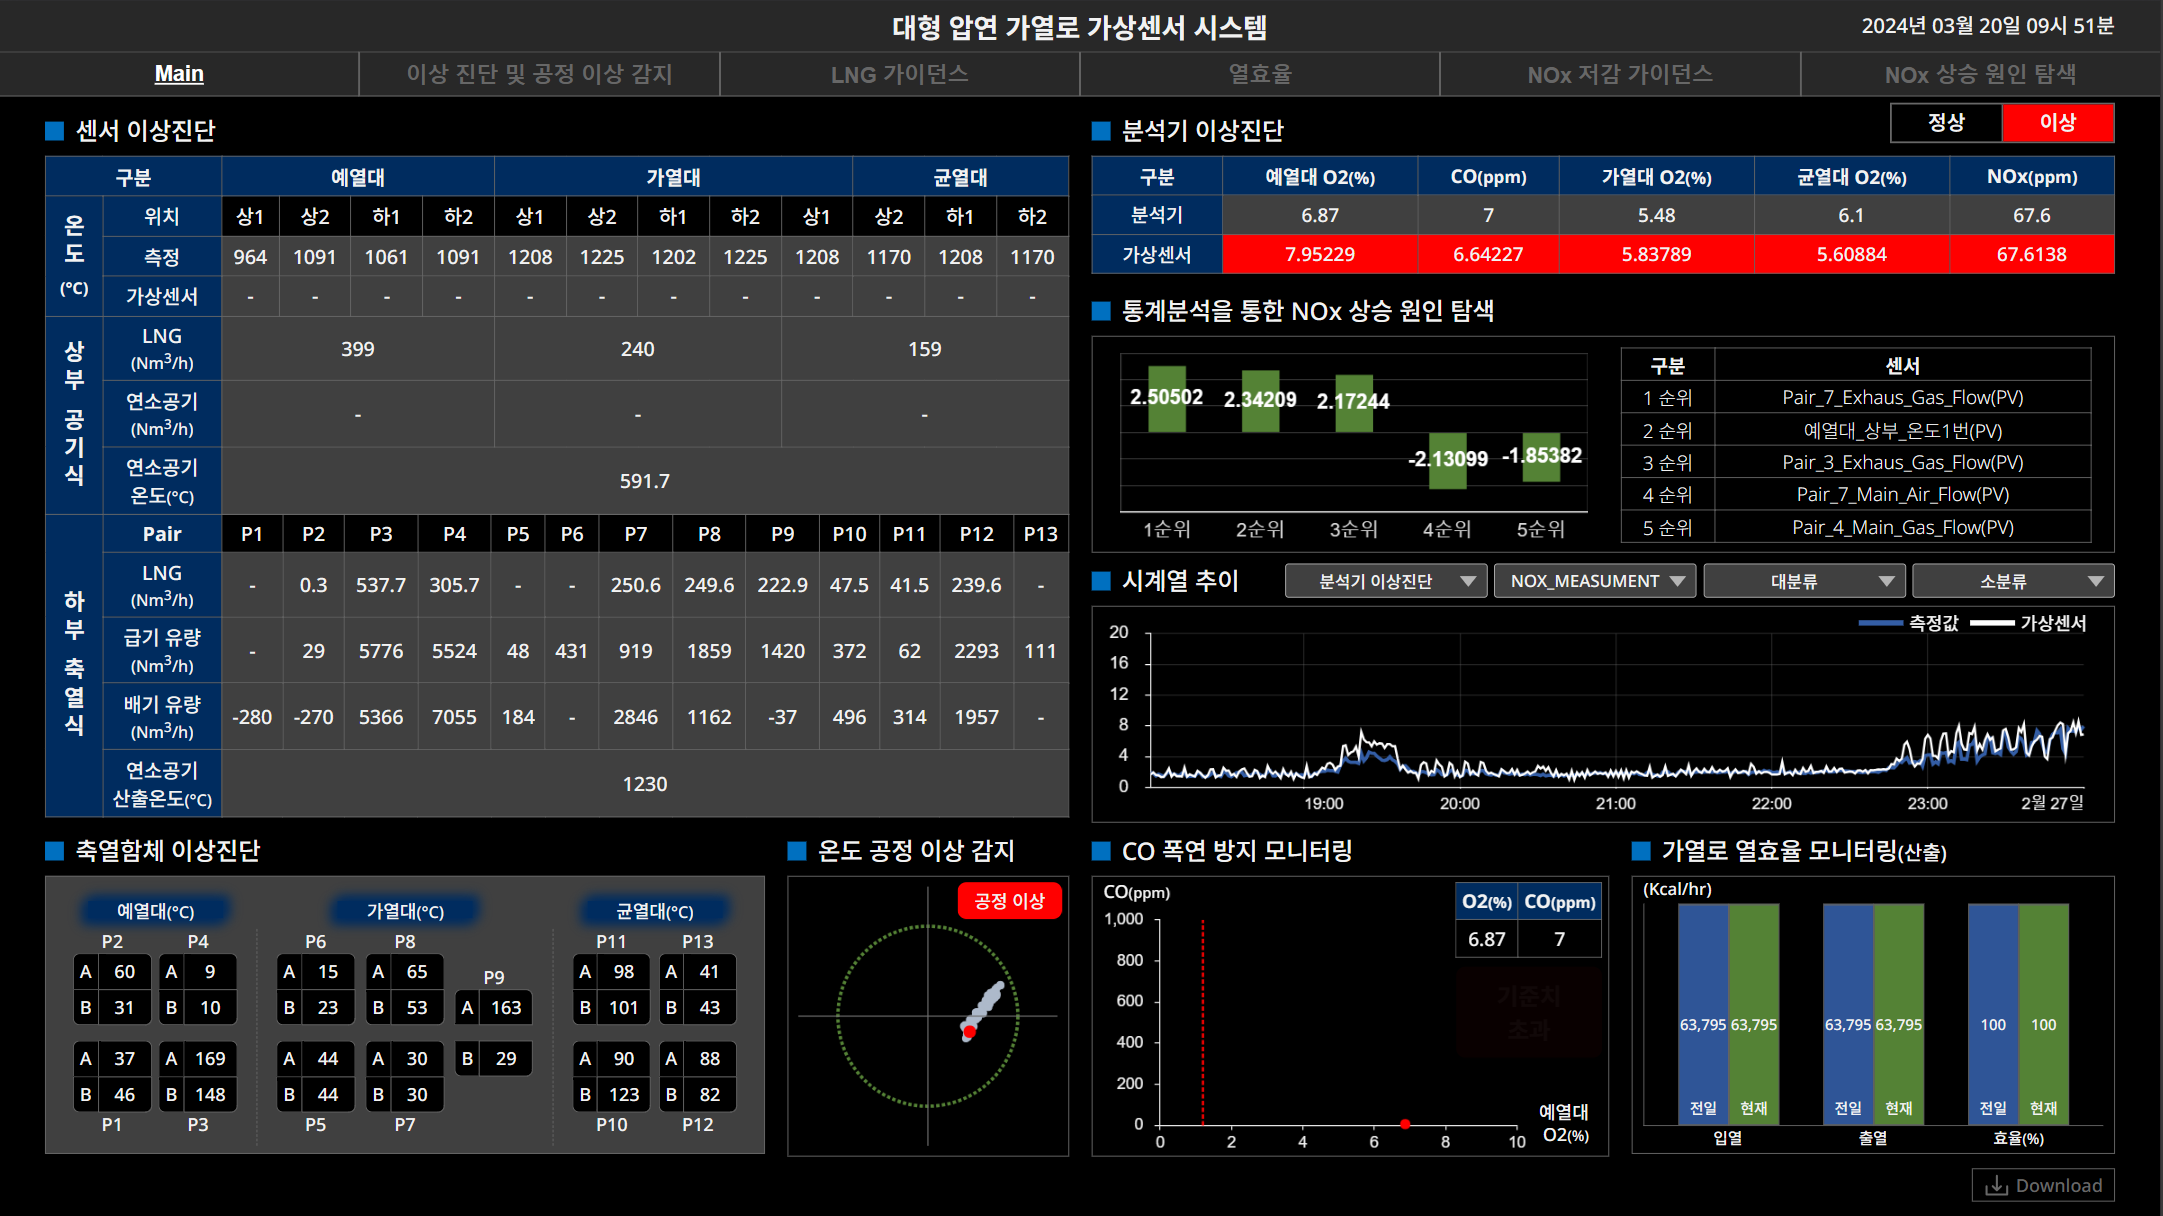 대형 압연 가열로 가상센서 시스템
2024년 03월 20일 09시 51분
Main 이상 진단 및 공정 이상 감지 LNG 가이던스 열효율 NOx 저감 가이던스 NOx 상승 원인 탐색
센서 이상진단
구분 예열대 가열대 균열대
온도 (°C)
위치 상1 상2 하1 하2 상1 상2 하1 하2 상1 상2 하1 하2
측정 964 1091 1061 1091 1208 1225 1202 1225 1208 1170 1208 1170
가상센서 - - - - - - - - - - - -
상부 공기식
LNG (Nm³/h) 399 240 159
연소공기 (Nm³/h) - - -
연소공기 온도(°C) 591.7
하부 축열식
Pair P1 P2 P3 P4 P5 P6 P7 P8 P9 P10 P11 P12 P13
LNG (Nm³/h) - 0.3 537.7 305.7 - - 250.6 249.6 222.9 47.5 41.5 239.6 -
급기 유량 (Nm³/h) - 29 5776 5524 48 431 919 1859 1420 372 62 2293 111
배기 유량 (Nm³/h) -280 -270 5366 7055 184 - 2846 1162 -37 496 314 1957 -
연소공기 산출온도(°C) 1230
분석기 이상진단
정상 이상
구분 예열대 O2(%) CO(ppm) 가열대 O2(%) 균열대 O2(%) NOx(ppm)
분석기 6.87 7 5.48 6.1 67.6
가상센서 7.95229 6.64227 5.83789 5.60884 67.6138
통계분석을 통한 NOx 상승 원인 탐색
2.50502 2.34209 2.17244 -2.13099 -1.85382
1순위 2순위 3순위 4순위 5순위
구분 센서
1 순위 Pair_7_Exhaus_Gas_Flow(PV)
2 순위 예열대_상부_온도1번(PV)
3 순위 Pair_3_Exhaus_Gas_Flow(PV)
4 순위 Pair_7_Main_Air_Flow(PV)
5 순위 Pair_4_Main_Gas_Flow(PV)
시계열 추이 분석기 이상진단 NOX_MEASUMENT 대분류 소분류
측정값 가상센서
20
16
12
8
4
0
19:00 20:00 21:00 22:00 23:00 2월 27일
축열함체 이상진단
예열대(°C) 가열대(°C) 균열대(°C)
P2 P4 P6 P8 P9 P11 P13
A 60 A 9 A 15 A 65 A 163 A 98 A 41
B 31 B 10 B 23 B 53 B 29 B 101 B 43
A 37 A 169 A 44 A 30 A 90 A 88
B 46 B 148 B 44 B 30 B 123 B 82
P1 P3 P5 P7 P10 P12
온도 공정 이상 감지
공정 이상
CO 폭연 방지 모니터링
CO(ppm)
O2(%) CO(ppm)
6.87 7
기준치
초과
1,000
800
600
400
200
0
0 2 4 6 8 10
예열대
O2(%)
가열로 열효율 모니터링(산출)
(Kcal/hr)
63,795 63,795 63,795 63,795 100 100
전일 현재 전일 현재 전일 현재
입열 출열 효율(%)
Download